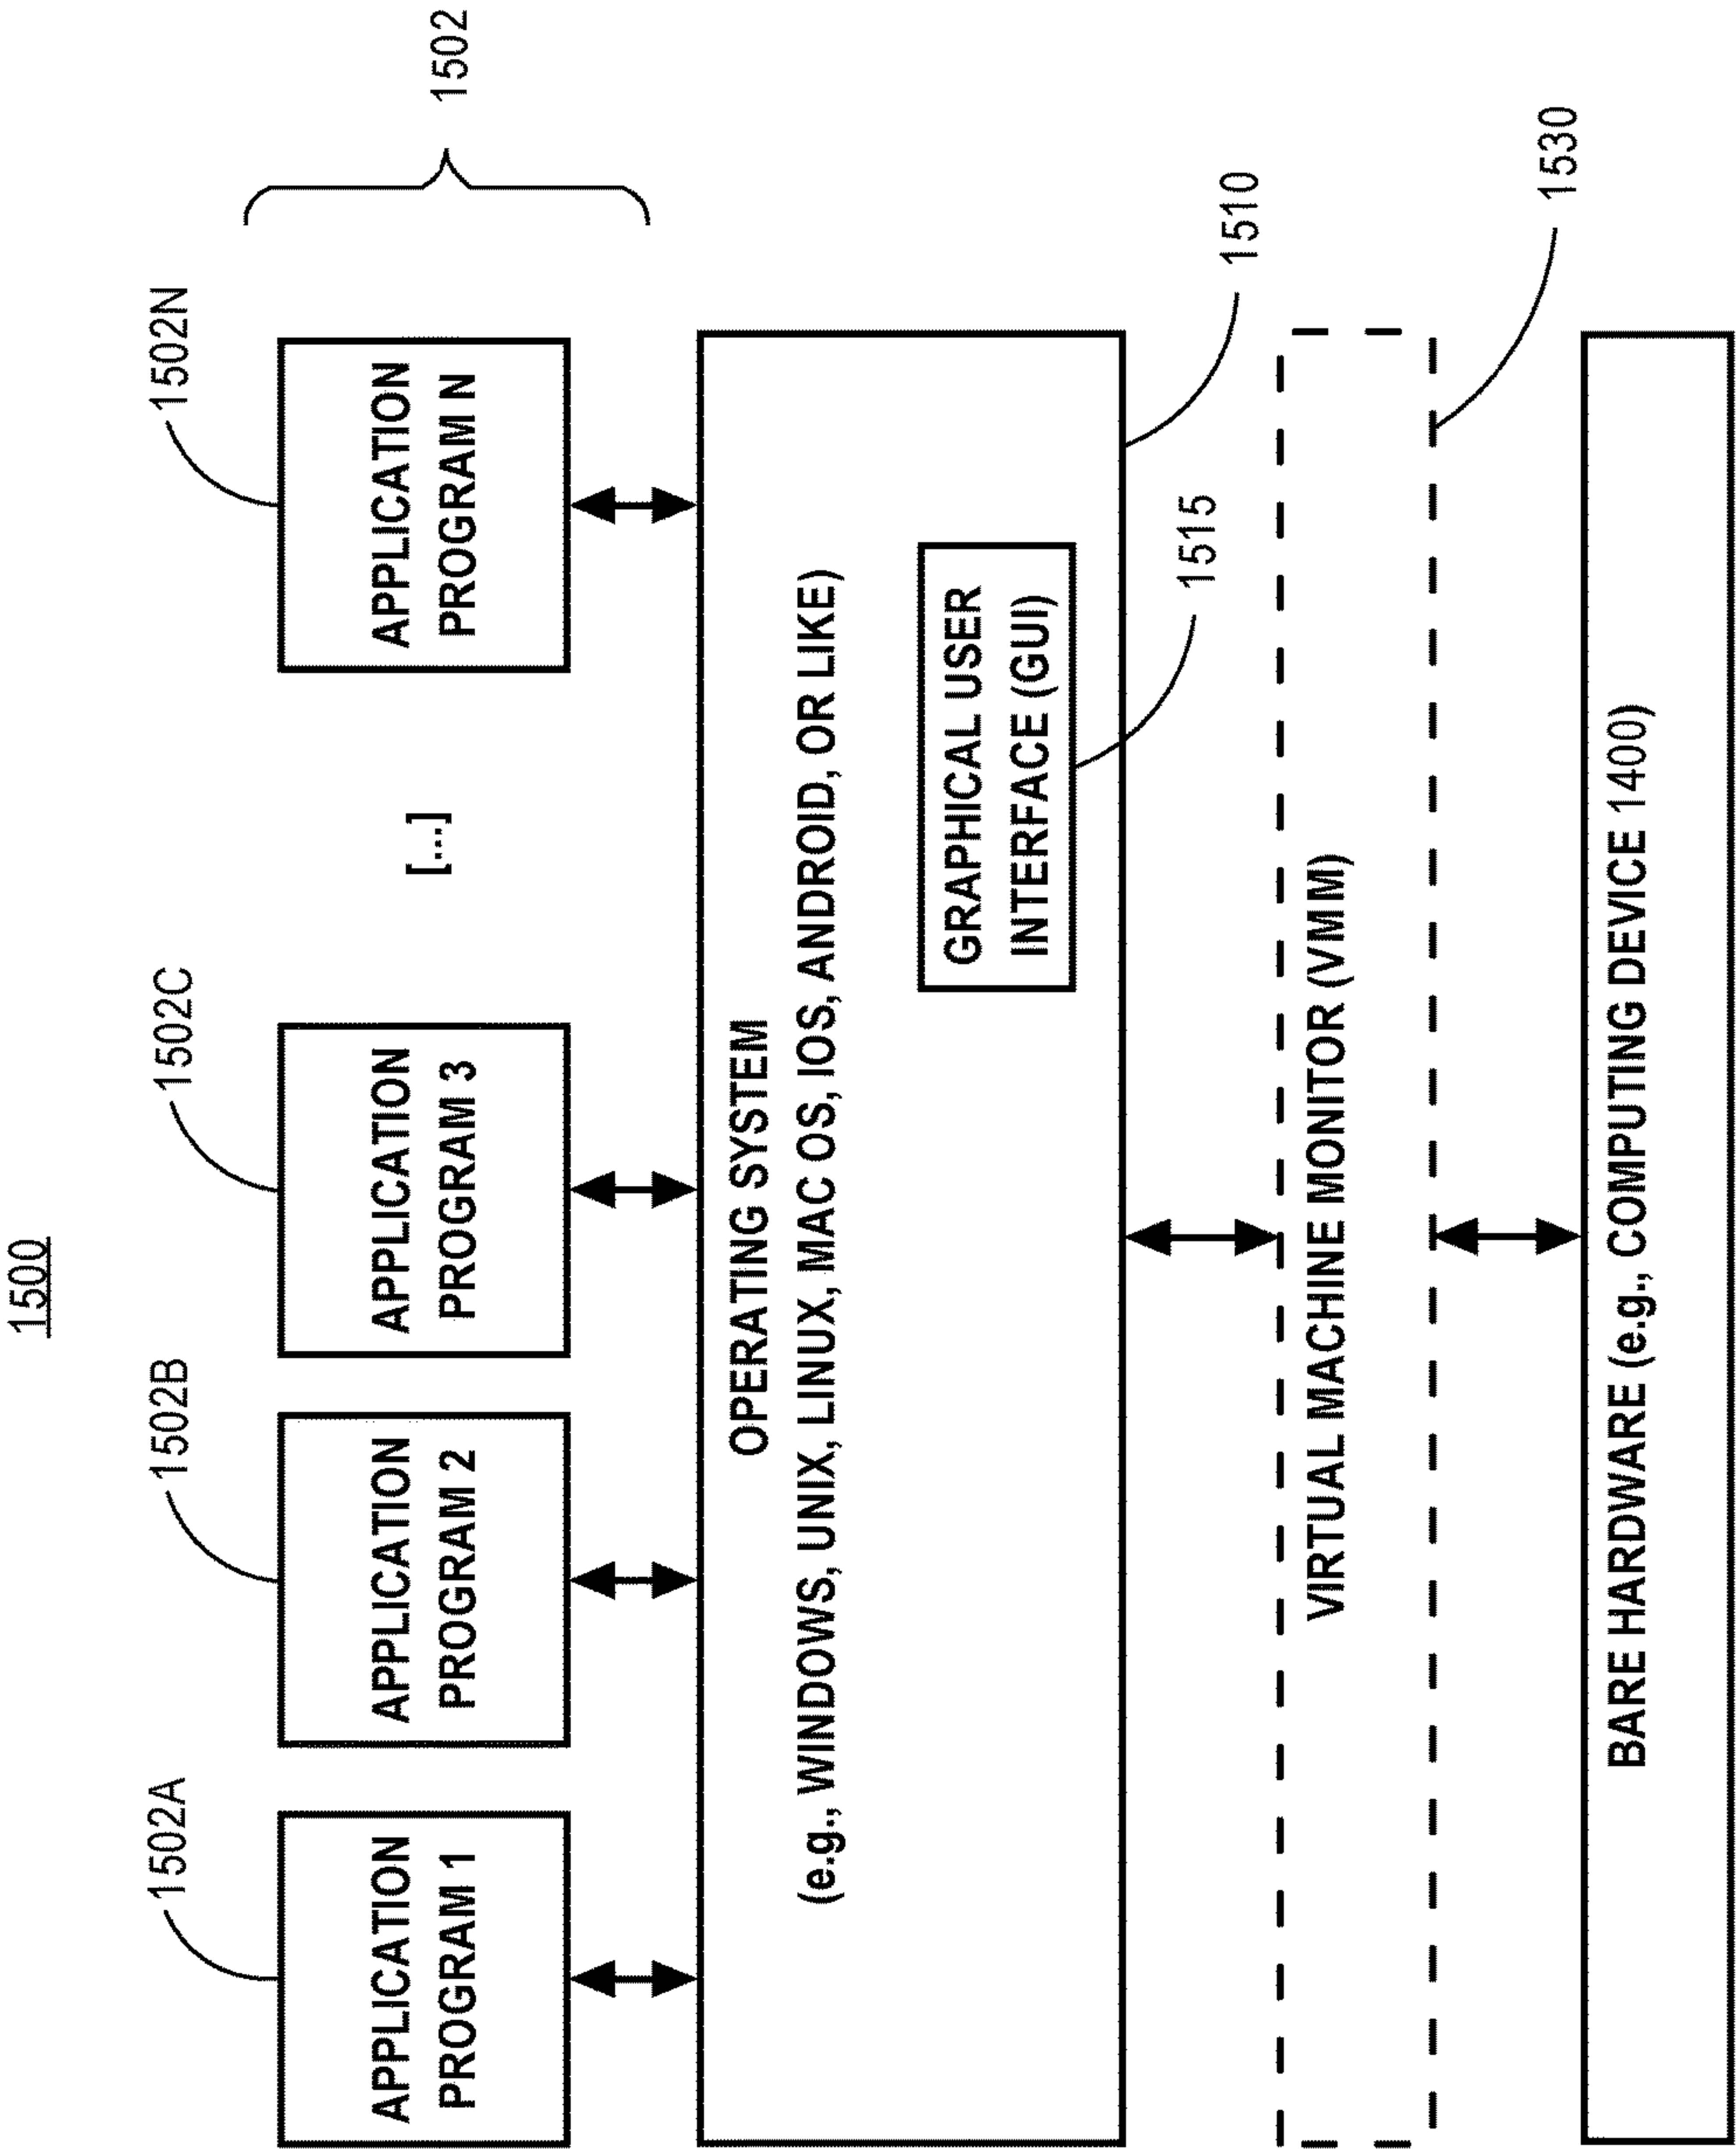 1500
1502A
1502B
1502C
1502N
1502
APPLICATION
PROGRAM 1
APPLICATION
PROGRAM 2
APPLICATION
PROGRAM 3
[...]
APPLICATION
PROGRAM N
OPERATING SYSTEM
(e.g., WINDOWS, UNIX, LINUX, MAC OS, IOS, ANDROID, OR LIKE)
GRAPHICAL USER
INTERFACE (GUI)
1510
1515
VIRTUAL MACHINE MONITOR (VMM)
1530
BARE HARDWARE (e.g., COMPUTING DEVICE 1400)